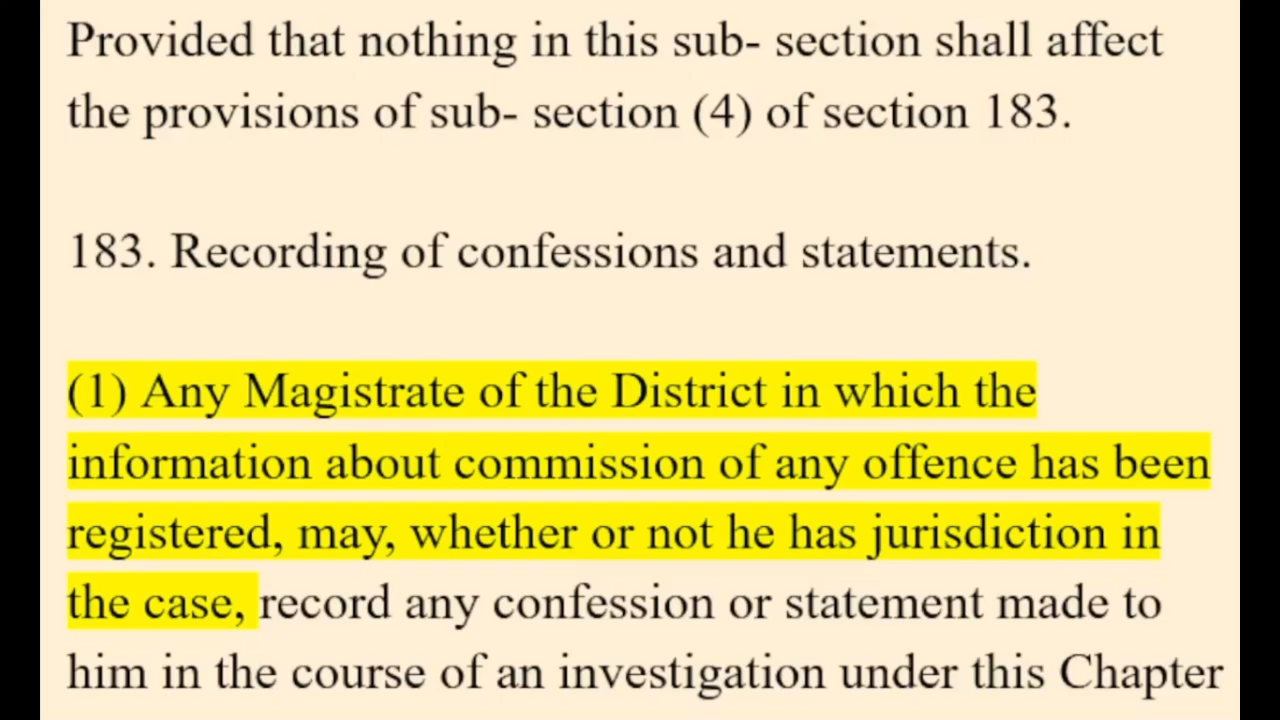 Provided that nothing in this sub- section shall affect
the provisions of sub- section (4) of section 183.
183. Recording of confessions and statements.
(1) Any Magistrate of the District in which the
information about commission of any offence has been
registered, may, whether or not he has jurisdiction in
the case, record any confession or statement made to
him in the course of an investigation under this Chapter